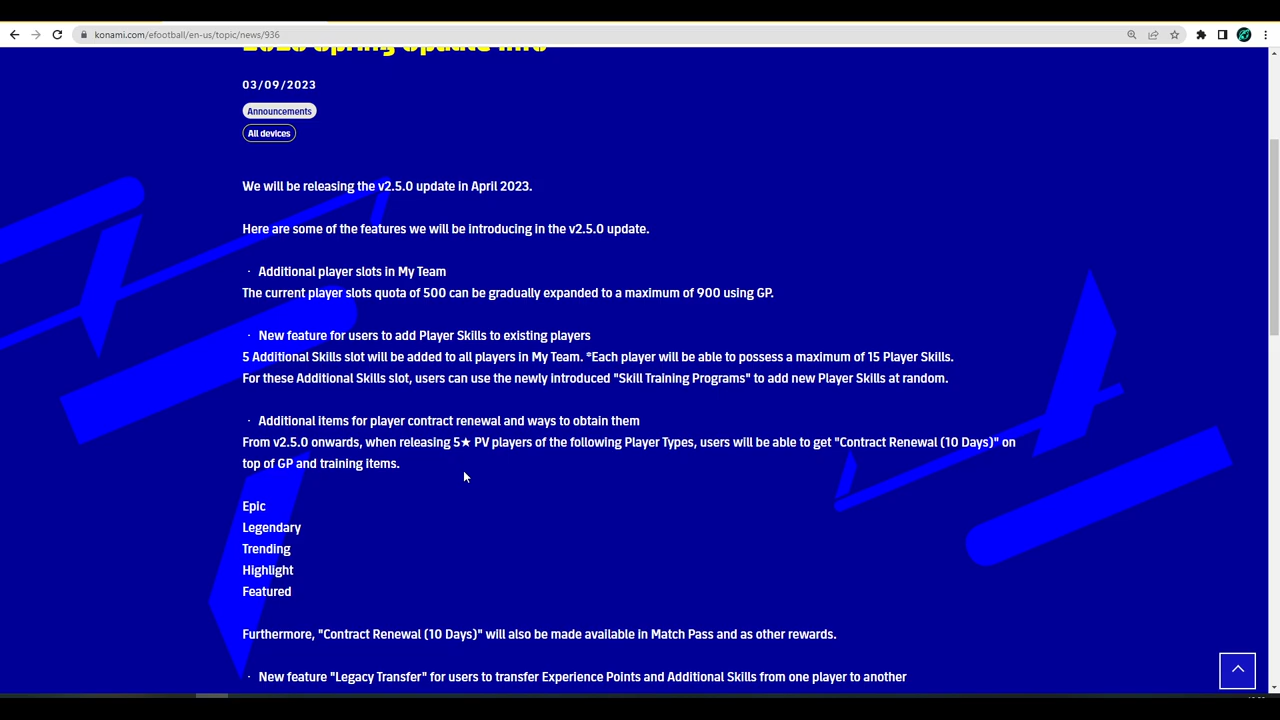 konami.com/efootball/en-us/topic/news/936
2023 Spring Update Info
03/09/2023
Announcements
All devices
We will be releasing the v2.5.0 update in April 2023.
Here are some of the features we will be introducing in the v2.5.0 update.
・ Additional player slots in My Team
The current player slots quota of 500 can be gradually expanded to a maximum of 900 using GP.
・ New feature for users to add Player Skills to existing players
5 Additional Skills slot will be added to all players in My Team. *Each player will be able to possess a maximum of 15 Player Skills.
For these Additional Skills slot, users can use the newly introduced "Skill Training Programs" to add new Player Skills at random.
・ Additional items for player contract renewal and ways to obtain them
From v2.5.0 onwards, when releasing 5★ PV players of the following Player Types, users will be able to get "Contract Renewal (10 Days)" on
top of GP and training items.
Epic
Legendary
Trending
Highlight
Featured
Furthermore, "Contract Renewal (10 Days)" will also be made available in Match Pass and as other rewards.
・ New feature "Legacy Transfer" for users to transfer Experience Points and Additional Skills from one player to another